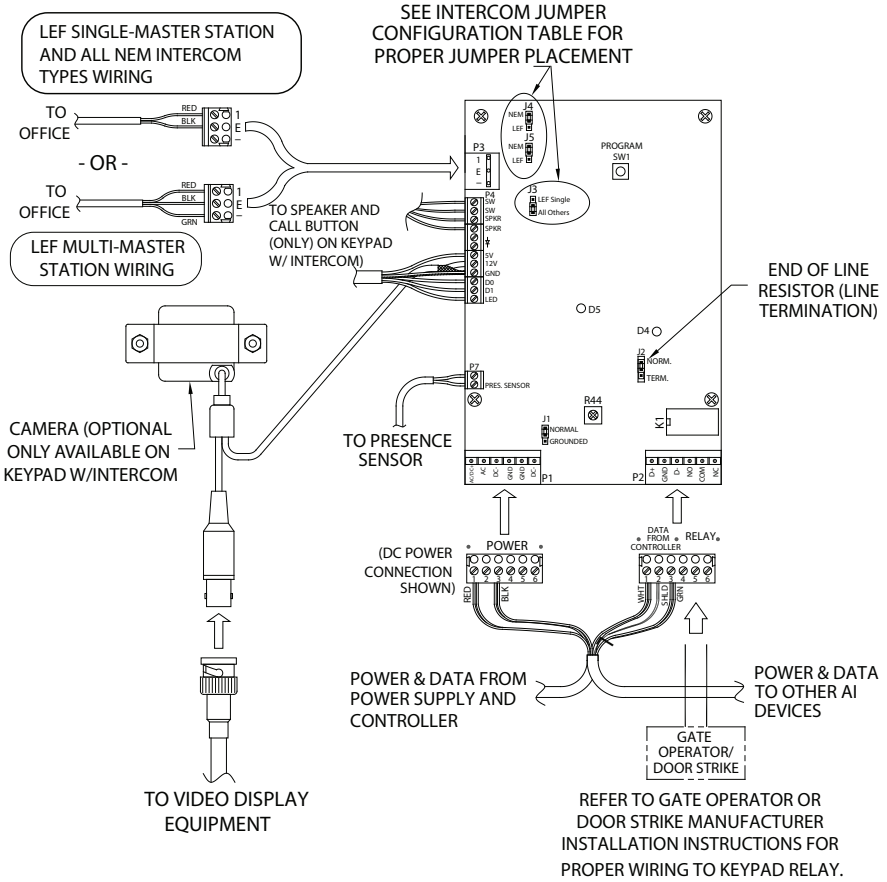 LEF SINGLE-MASTER STATION
AND ALL NEM INTERCOM
TYPES WIRING
SEE INTERCOM JUMPER
CONFIGURATION TABLE FOR
PROPER JUMPER PLACEMENT
TO
OFFICE
RED
BLK
1
E
–
- OR -
TO
OFFICE
RED
BLK
GRN
1
E
–
LEF MULTI-MASTER
STATION WIRING
TO SPEAKER AND
CALL BUTTON
(ONLY) ON KEYPAD
W/ INTERCOM)
J4
NEM
LEF
J5
NEM
LEF
P3
1
E
–
PROGRAM
SW1
J3
LEF Single
All Others
P4
SW
SW
SPKR
SPKR
5V
12V
GND
D0
D1
LED
D5
D4
J2
NORM.
TERM.
END OF LINE
RESISTOR (LINE
TERMINATION)
P7
PRES. SENSOR
R44
K1
J1
NORMAL
GROUNDED
TO PRESENCE
SENSOR
CAMERA (OPTIONAL
ONLY AVAILABLE ON
KEYPAD W/INTERCOM
AC/DC+
AC
DC-
GND
GND
DC-
P1
P2
D+
GND
D-
NO
COM
NC
(DC POWER
CONNECTION
SHOWN)
POWER
1 2 3 4 5 6
RED
BLK
DATA
FROM
CONTROLLER
RELAY
1 2 3 4 5 6
WHT
SHLD
GRN
POWER & DATA FROM
POWER SUPPLY AND
CONTROLLER
POWER & DATA
TO OTHER AI
DEVICES
GATE
OPERATOR/
DOOR STRIKE
TO VIDEO DISPLAY
EQUIPMENT
REFER TO GATE OPERATOR OR
DOOR STRIKE MANUFACTURER
INSTALLATION INSTRUCTIONS FOR
PROPER WIRING TO KEYPAD RELAY.